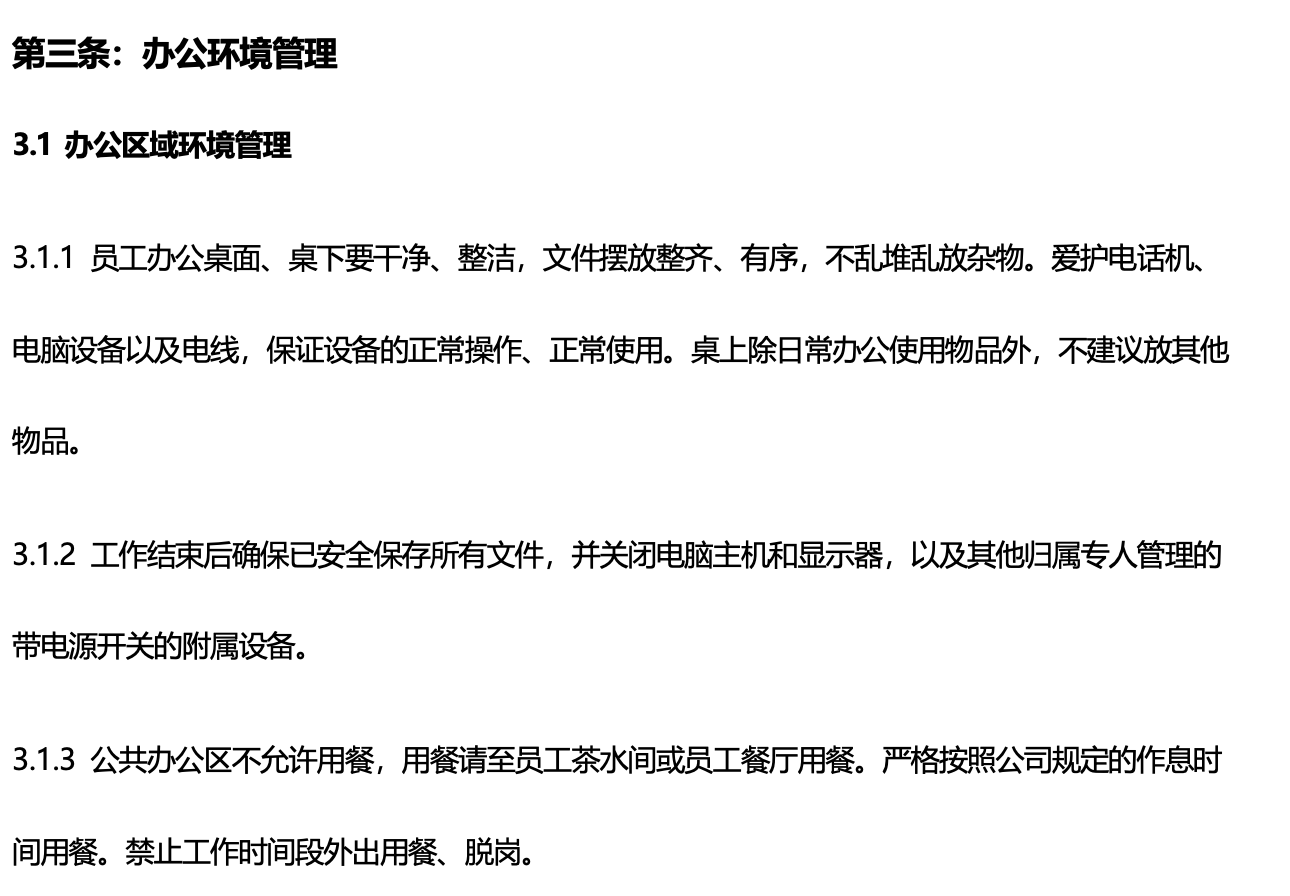 第三条：办公环境管理
3.1 办公区域环境管理
3.1.1 员工办公桌面、桌下要干净、整洁，文件摆放整齐、有序，不乱堆乱放杂物。爱护电话机、
电脑设备以及电线，保证设备的正常操作、正常使用。桌上除日常办公使用物品外，不建议放其他
物品。
3.1.2 工作结束后确保已安全保存所有文件，并关闭电脑主机和显示器，以及其他归属专人管理的
带电源开关的附属设备。
3.1.3 公共办公区不允许用餐，用餐请至员工茶水间或员工餐厅用餐。严格按照公司规定的作息时
间用餐。禁止工作时间段外出用餐、脱岗。